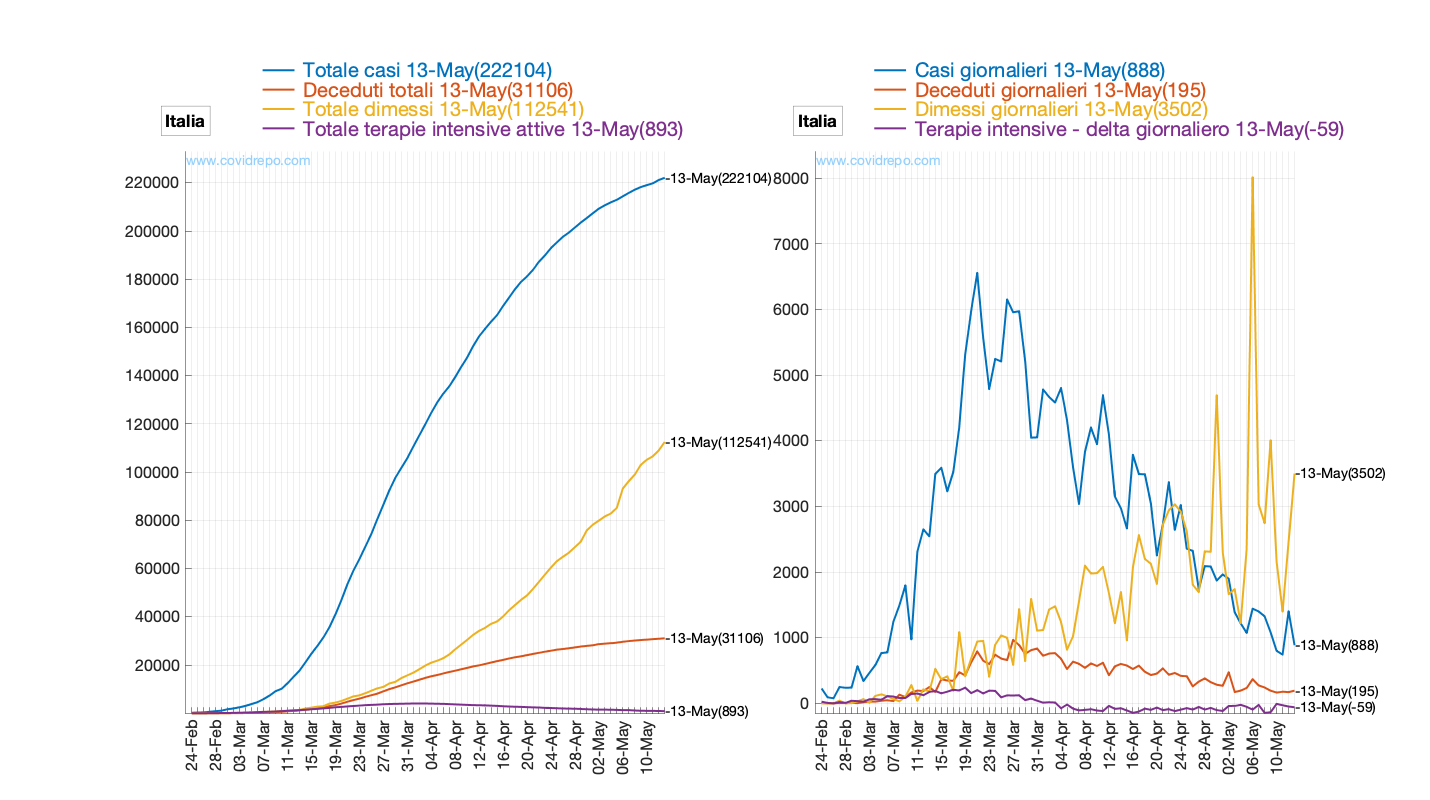 Totale casi 13-May(222104)
Deceduti totali 13-May(31106)
Totale dimessi 13-May(112541)
Totale terapie intensive attive 13-May(893)
Italia
www.covidrepo.com
220000
200000
180000
160000
140000
120000
100000
80000
60000
40000
20000
-13-May(222104)
-13-May(112541)
-13-May(31106)
-13-May(893)
24-Feb
28-Feb
03-Mar
07-Mar
11-Mar
15-Mar
19-Mar
23-Mar
27-Mar
31-Mar
04-Apr
08-Apr
12-Apr
16-Apr
20-Apr
24-Apr
28-Apr
02-May
06-May
10-May
Casi giornalieri 13-May(888)
Deceduti giornalieri 13-May(195)
Dimessi giornalieri 13-May(3502)
Terapie intensive - delta giornaliero 13-May(-59)
Italia
www.covidrepo.com
8000
7000
6000
5000
4000
3000
2000
1000
0
-13-May(3502)
-13-May(888)
-13-May(195)
-13-May(-59)
24-Feb
28-Feb
03-Mar
07-Mar
11-Mar
15-Mar
19-Mar
23-Mar
27-Mar
31-Mar
04-Apr
08-Apr
12-Apr
16-Apr
20-Apr
24-Apr
28-Apr
02-May
06-May
10-May